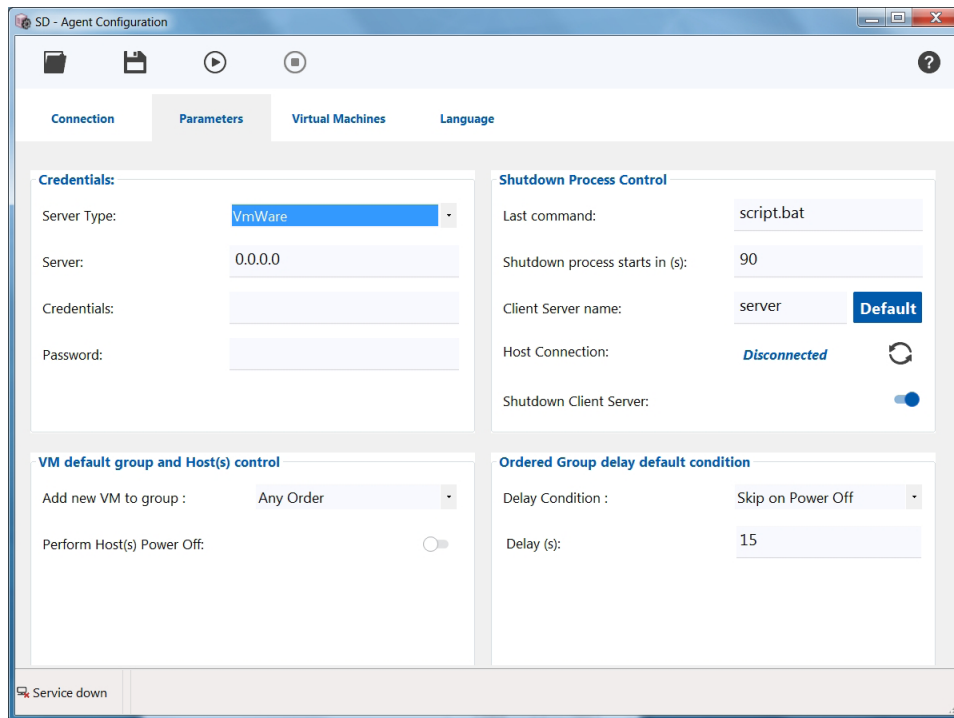 SD - Agent Configuration
Connection Parameters Virtual Machines Language
Credentials:
Server Type: VmWare
Server: 0.0.0.0
Credentials:
Password:
Shutdown Process Control
Last command: script.bat
Shutdown process starts in (s): 90
Client Server name: server Default
Host Connection: Disconnected
Shutdown Client Server:
VM default group and Host(s) control
Add new VM to group : Any Order
Perform Host(s) Power Off:
Ordered Group delay default condition
Delay Condition : Skip on Power Off
Delay (s): 15
Service down